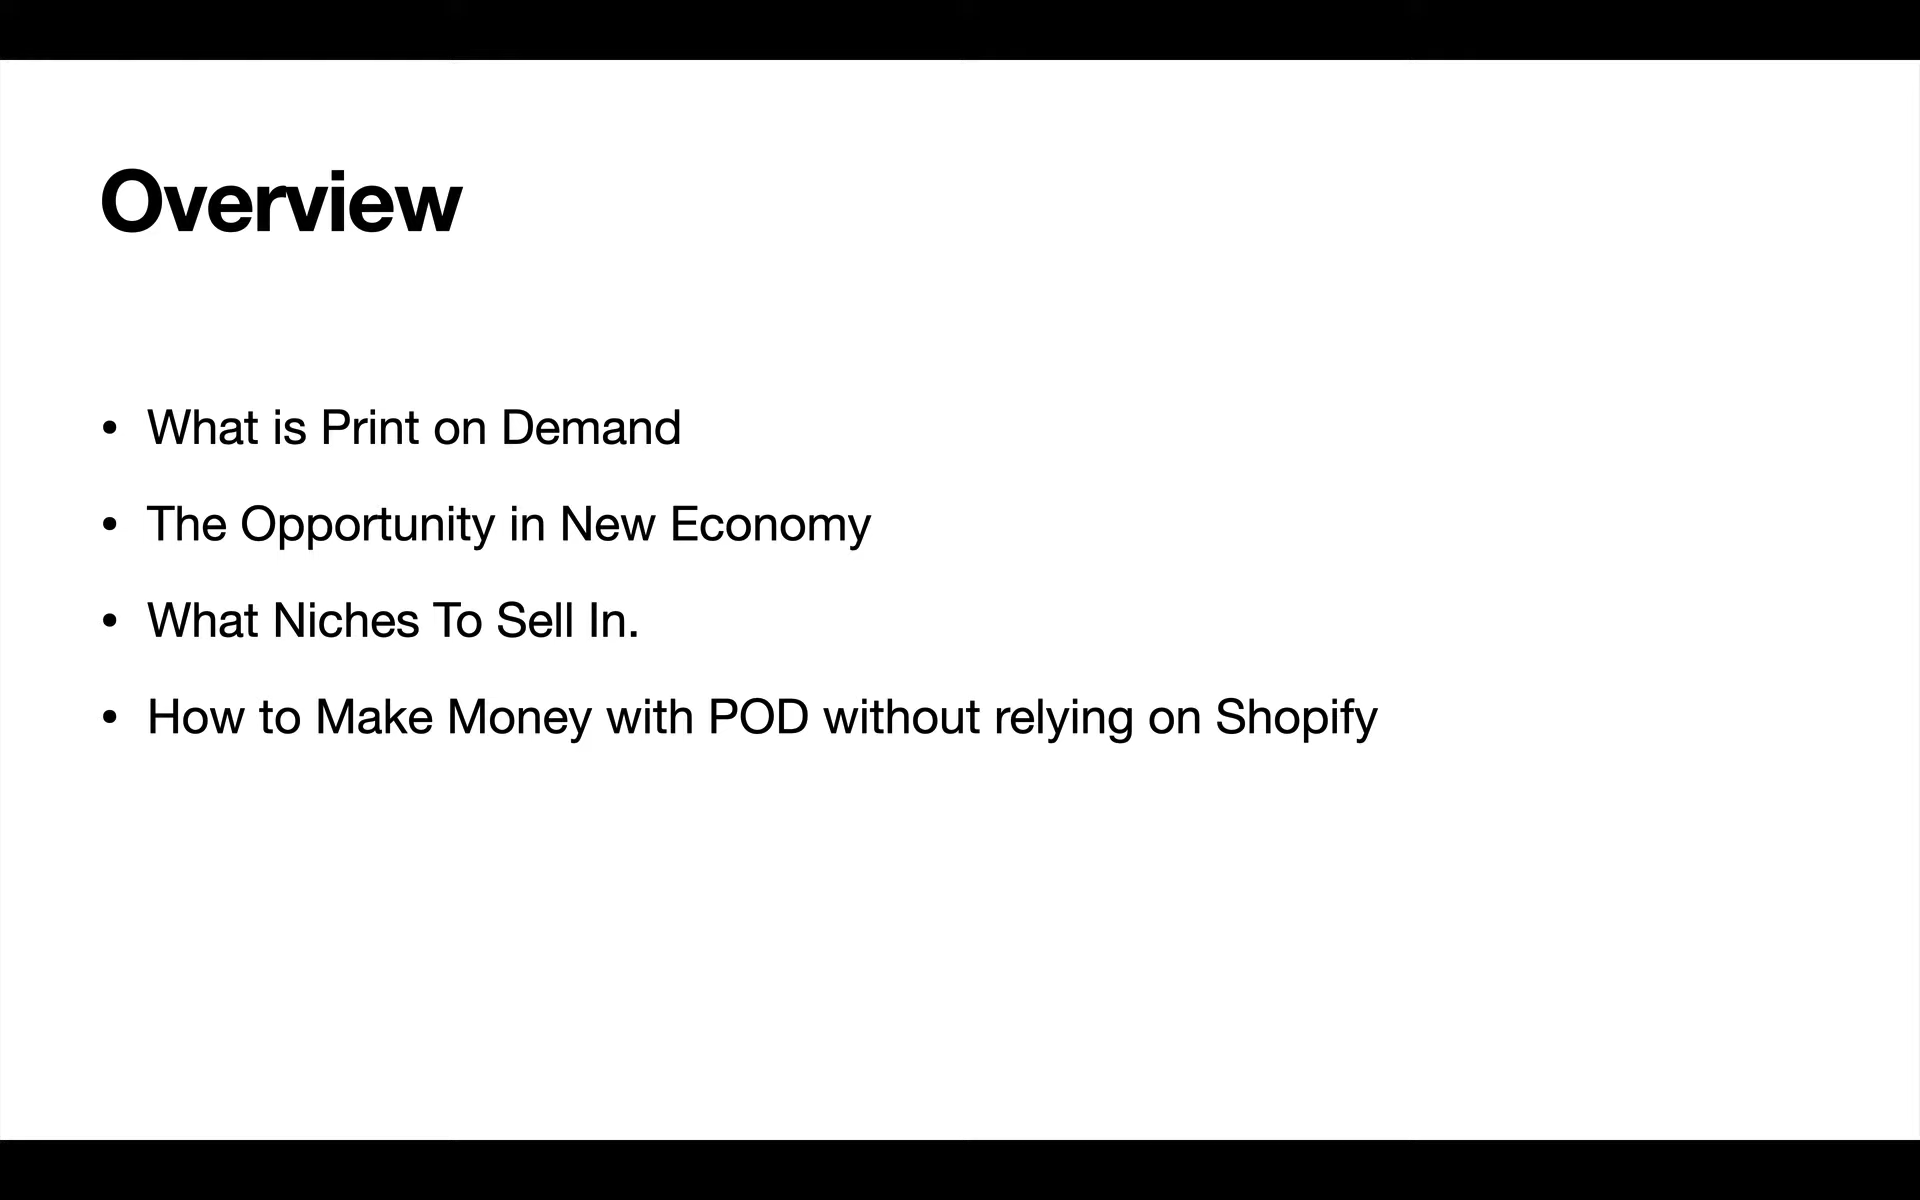 Overview
• What is Print on Demand
• The Opportunity in New Economy
• What Niches To Sell In.
• How to Make Money with POD without relying on Shopify